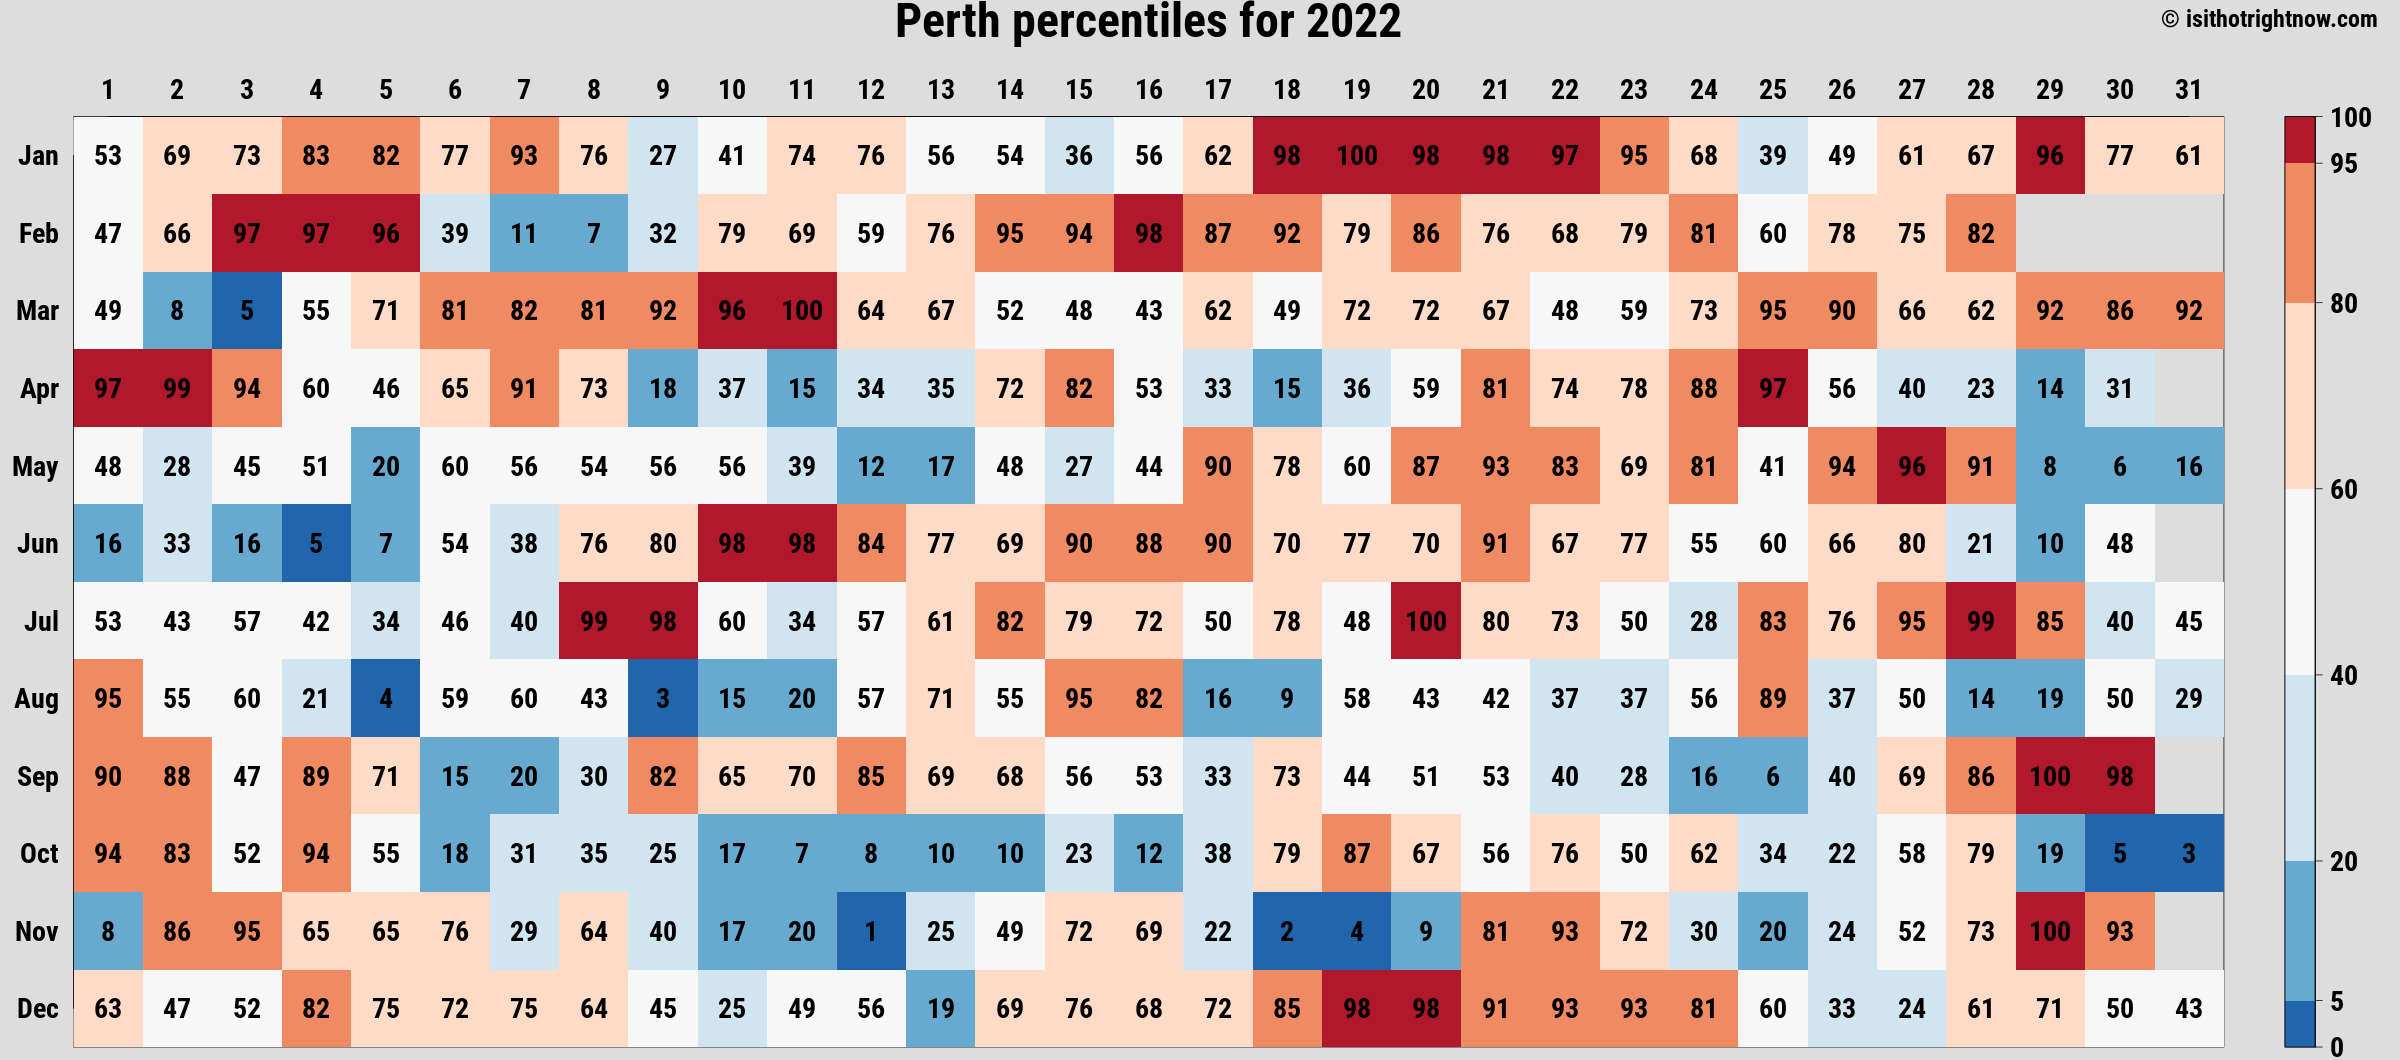 Perth percentiles for 2022
© isithotrightnow.com
1 2 3 4 5 6 7 8 9 10 11 12 13 14 15 16 17 18 19 20 21 22 23 24 25 26 27 28 29 30 31
Jan 53 69 73 83 82 77 93 76 27 41 74 76 56 54 36 56 62 98 100 98 98 97 95 68 39 49 61 67 96 77 61
Feb 47 66 97 97 96 39 11 7 32 79 69 59 76 95 94 98 87 92 79 86 76 68 79 81 60 78 75 82
Mar 49 8 5 55 71 81 82 81 92 96 100 64 67 52 48 43 62 49 72 72 67 48 59 73 95 90 66 62 92 86 92
Apr 97 99 94 60 46 65 91 73 18 37 15 34 35 72 82 53 33 15 36 59 81 74 78 88 97 56 40 23 14 31
May 48 28 45 51 20 60 56 54 56 56 39 12 17 48 27 44 90 78 60 87 93 83 69 81 41 94 96 91 8 6 16
Jun 16 33 16 5 7 54 38 76 80 98 98 84 77 69 90 88 90 70 77 70 91 67 77 55 60 66 80 21 10 48
Jul 53 43 57 42 34 46 40 99 98 60 34 57 61 82 79 72 50 78 48 100 80 73 50 28 83 76 95 99 85 40 45
Aug 95 55 60 21 4 59 60 43 3 15 20 57 71 55 95 82 16 9 58 43 42 37 37 56 89 37 50 14 19 50 29
Sep 90 88 47 89 71 15 20 30 82 65 70 85 69 68 56 53 33 73 44 51 53 40 28 16 6 40 69 86 100 98
Oct 94 83 52 94 55 18 31 35 25 17 7 8 10 10 23 12 38 79 87 67 56 76 50 62 34 22 58 79 19 5 3
Nov 8 86 95 65 65 76 29 64 40 17 20 1 25 49 72 69 22 2 4 9 81 93 72 30 20 24 52 73 100 93
Dec 63 47 52 82 75 72 75 64 45 25 49 56 19 69 76 68 72 85 98 98 91 93 93 81 60 33 24 61 71 50 43
100
95
80
60
40
20
5
0